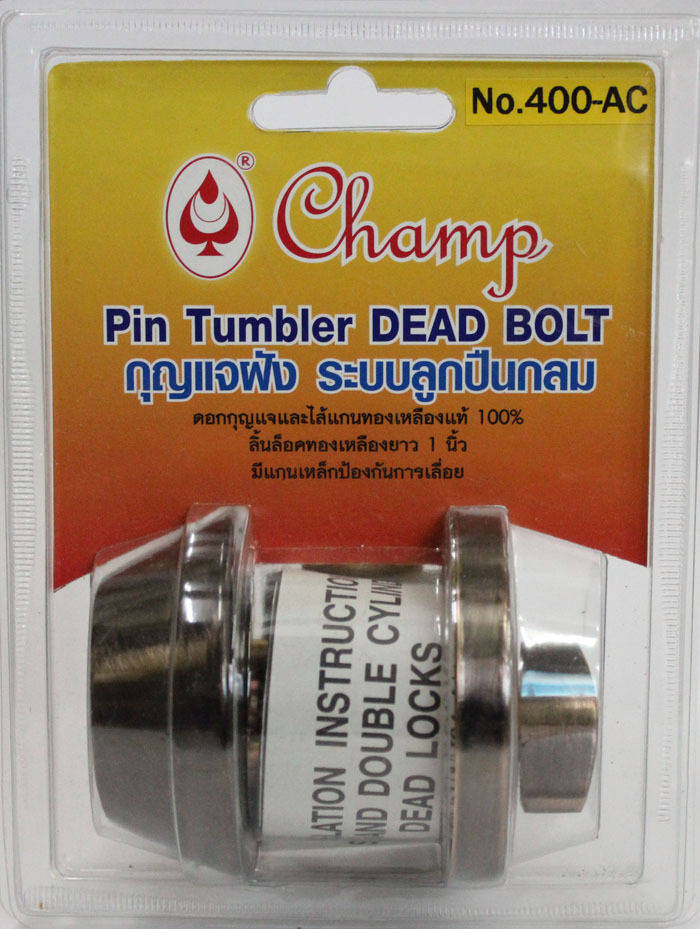 No.400-AC
®
Champ
Pin Tumbler DEAD BOLT
กุญแจฝัง ระบบลูกปืนกลม
ดอกกุญแจและไส้แกนทองเหลืองแท้ 100%
ลิ้นล็อคทองเหลืองยาว 1 นิ้ว
มีแกนเหล็กป้องกันการเลื่อย
LATION INSTRUCTIO
AND DOUBLE CYLIN
DEAD LOCKS